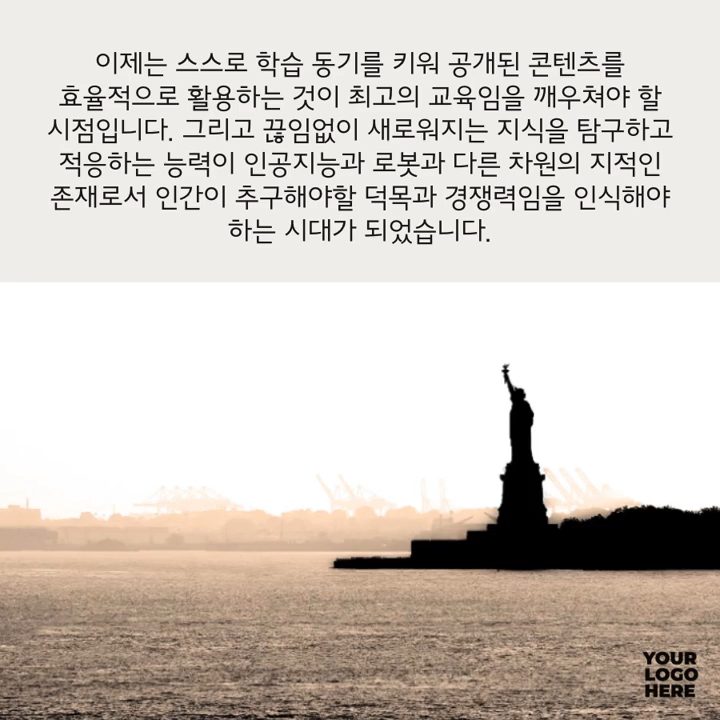 이제는 스스로 학습 동기를 키워 공개된 콘텐츠를
효율적으로 활용하는 것이 최고의 교육임을 깨우쳐야 할
시점입니다. 그리고 끊임없이 새로워지는 지식을 탐구하고
적응하는 능력이 인공지능과 로봇과 다른 차원의 지적인
존재로서 인간이 추구해야할 덕목과 경쟁력임을 인식해야
하는 시대가 되었습니다.
YOUR
LOGO
HERE